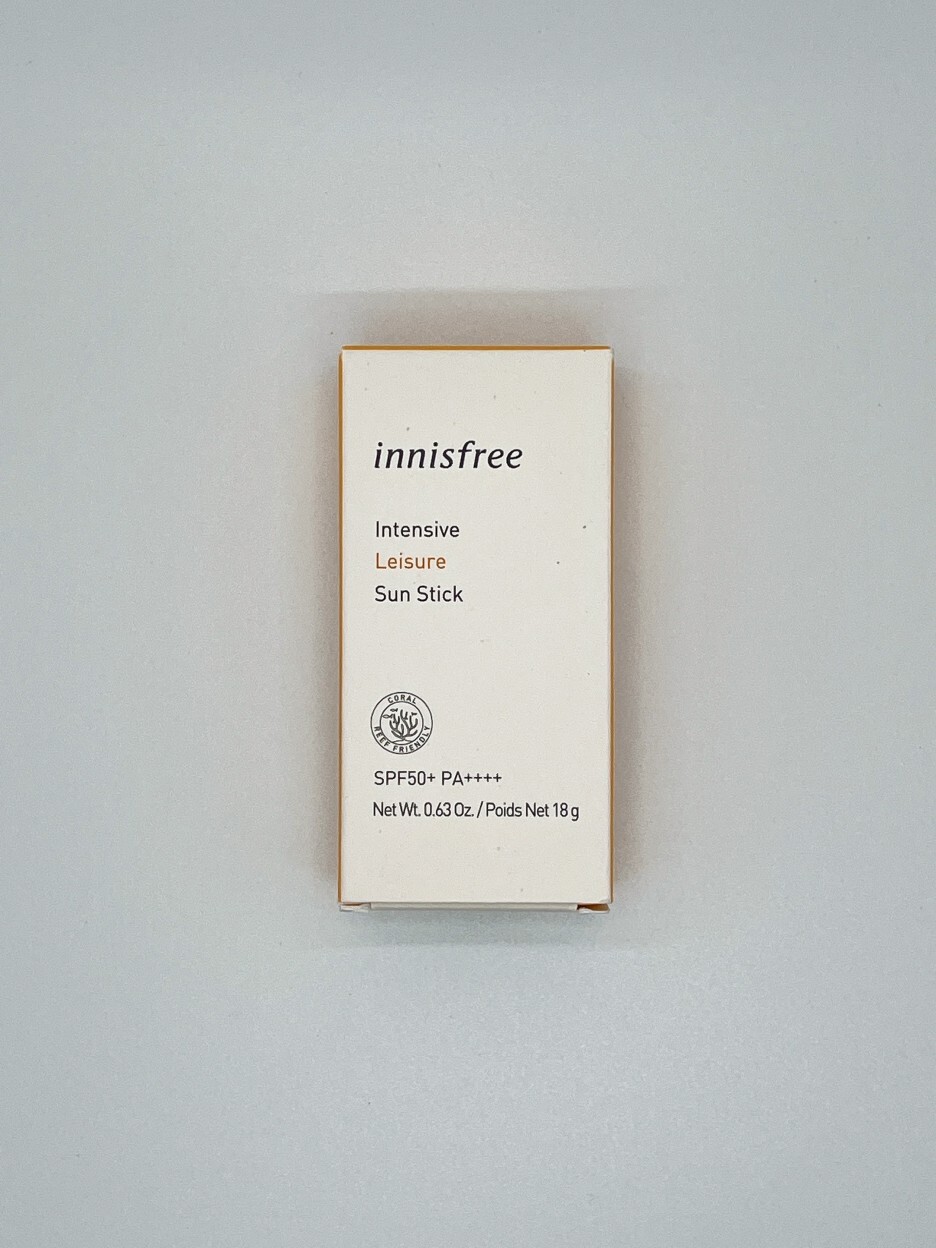 innisfree
Intensive
Leisure
Sun Stick
CORAL
REEF FRIENDLY
SPF50+ PA++++
Net Wt. 0.63 Oz. / Poids Net 18 g